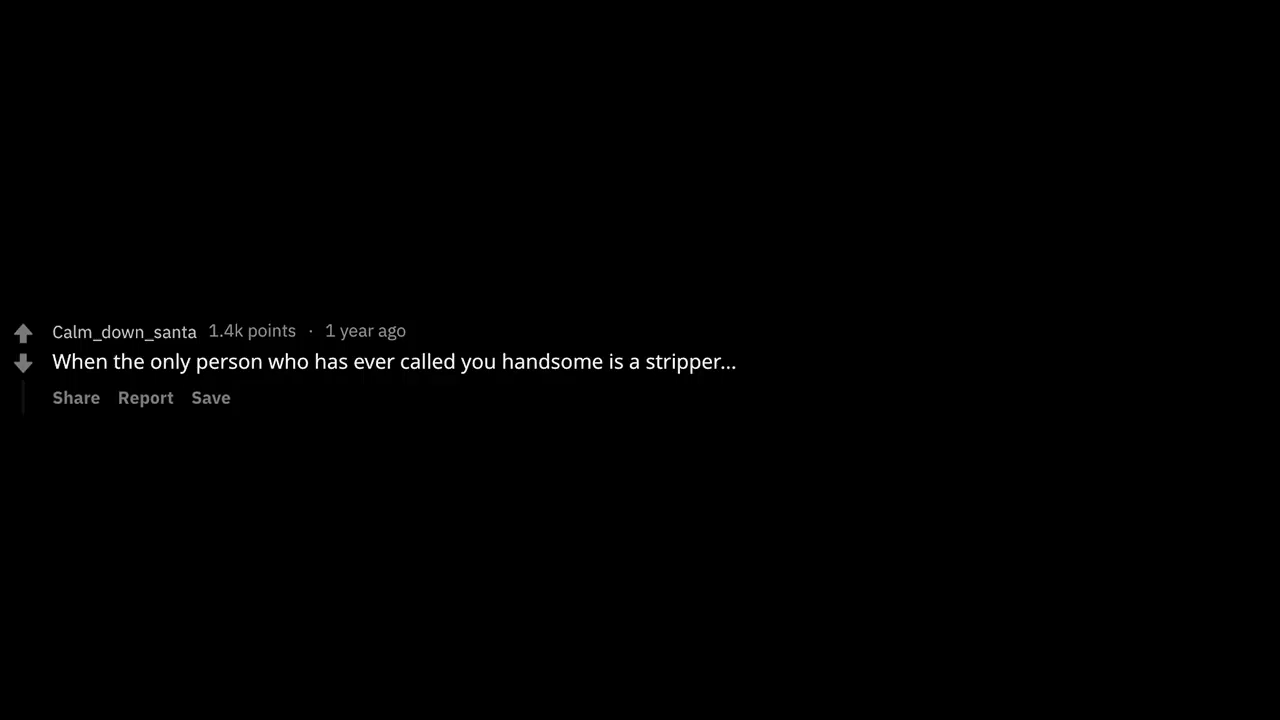 Calm_down_santa 1.4k points · 1 year ago
When the only person who has ever called you handsome is a stripper...
Share Report Save